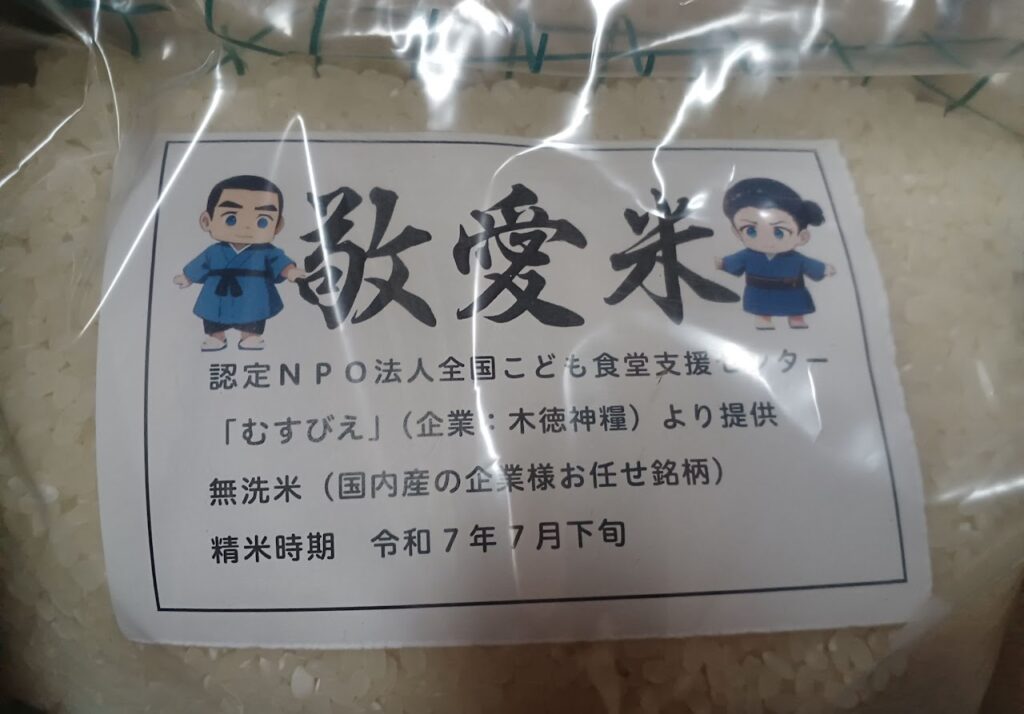 敬愛米
認定NPO法人全国こども食堂支援センター
「むすびえ」（企業：木徳神糧）より提供
無洗米（国内産の企業様お任せ銘柄）
精米時期　令和７年７月下旬